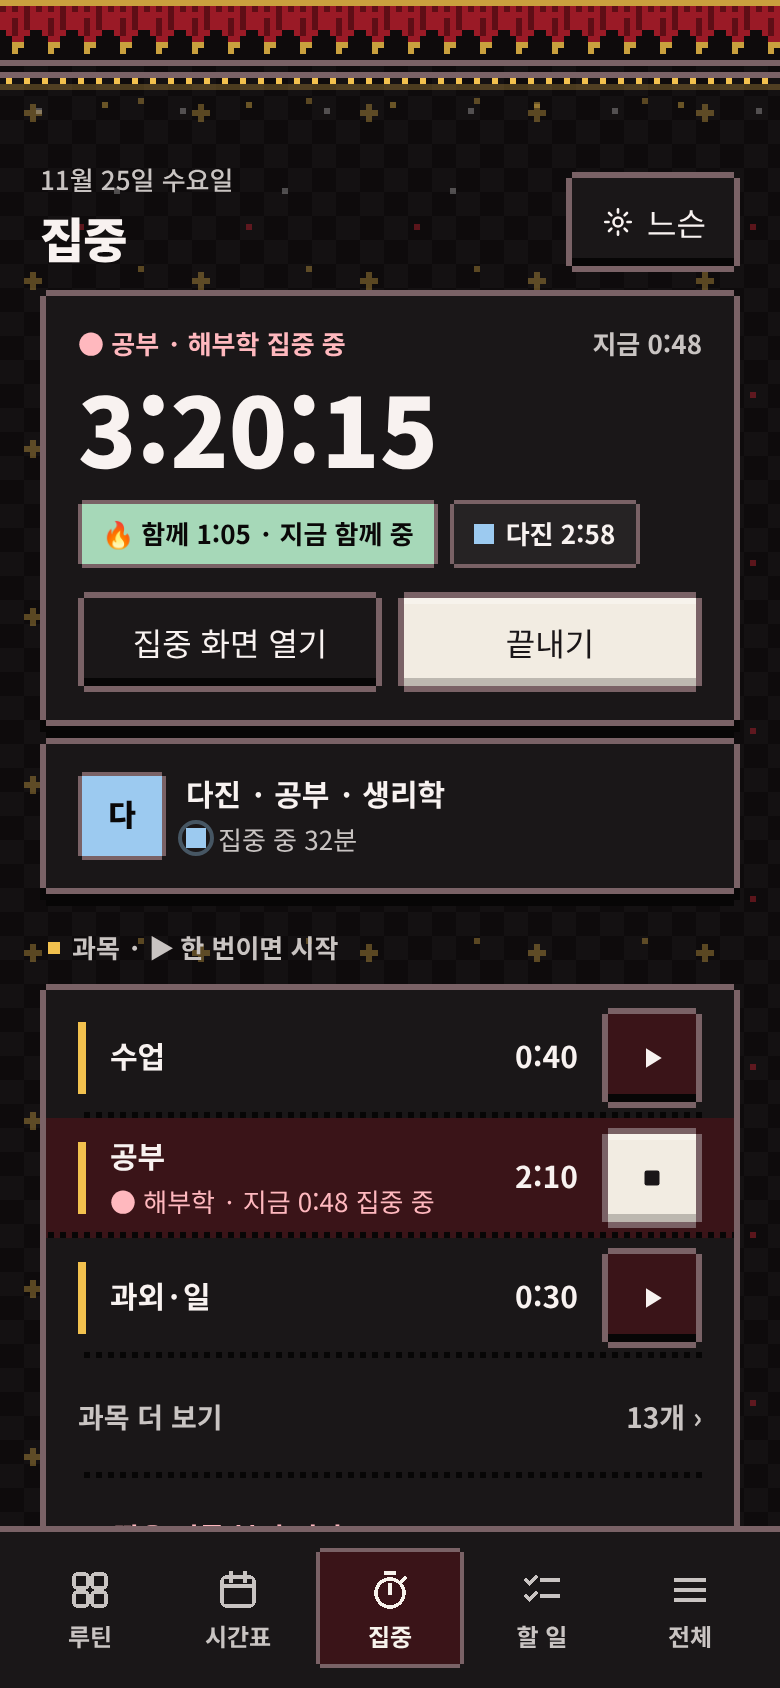 11월 25일 수요일
집중
느슨
공부 · 해부학 집중 중
지금 0:48
3:20:15
🔥 함께 1:05 · 지금 함께 중
다진 2:58
집중 화면 열기
끝내기
다
다진 · 공부 · 생리학
집중 중 32분
과목 · ▶ 한 번이면 시작
수업
0:40
공부
해부학 · 지금 0:48 집중 중
2:10
과외·일
0:30
과목 더 보기
13개 ›
루틴
시간표
집중
할 일
전체